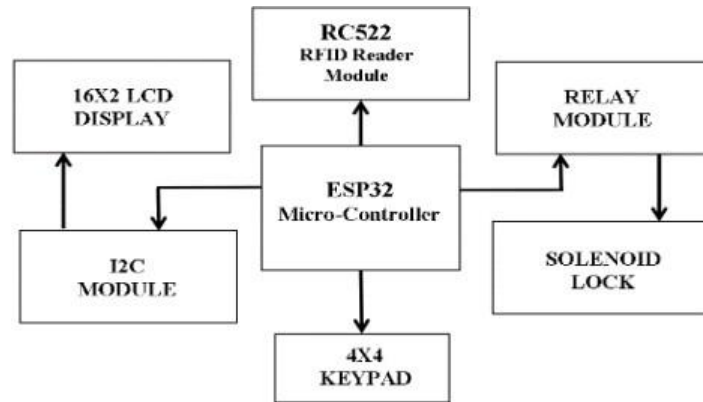 RC522
RFID Reader
Module
16X2 LCD
DISPLAY
RELAY
MODULE
ESP32
Micro-Controller
I2C
MODULE
SOLENOID
LOCK
4X4
KEYPAD